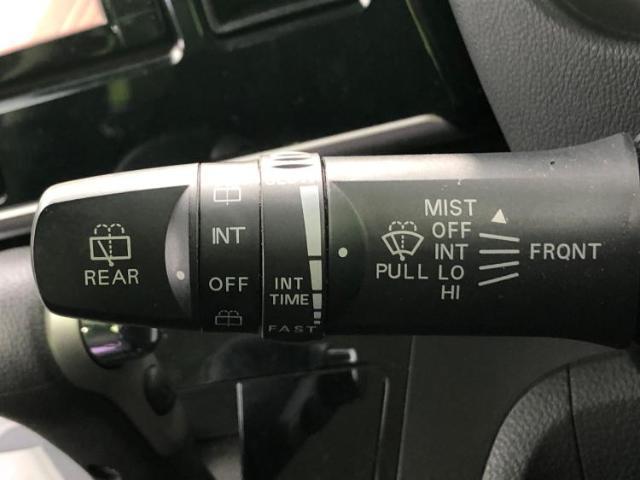 REAR
INT
OFF
INT
TIME
FAST
MIST
OFF
INT
PULL LO
HI
FRONT